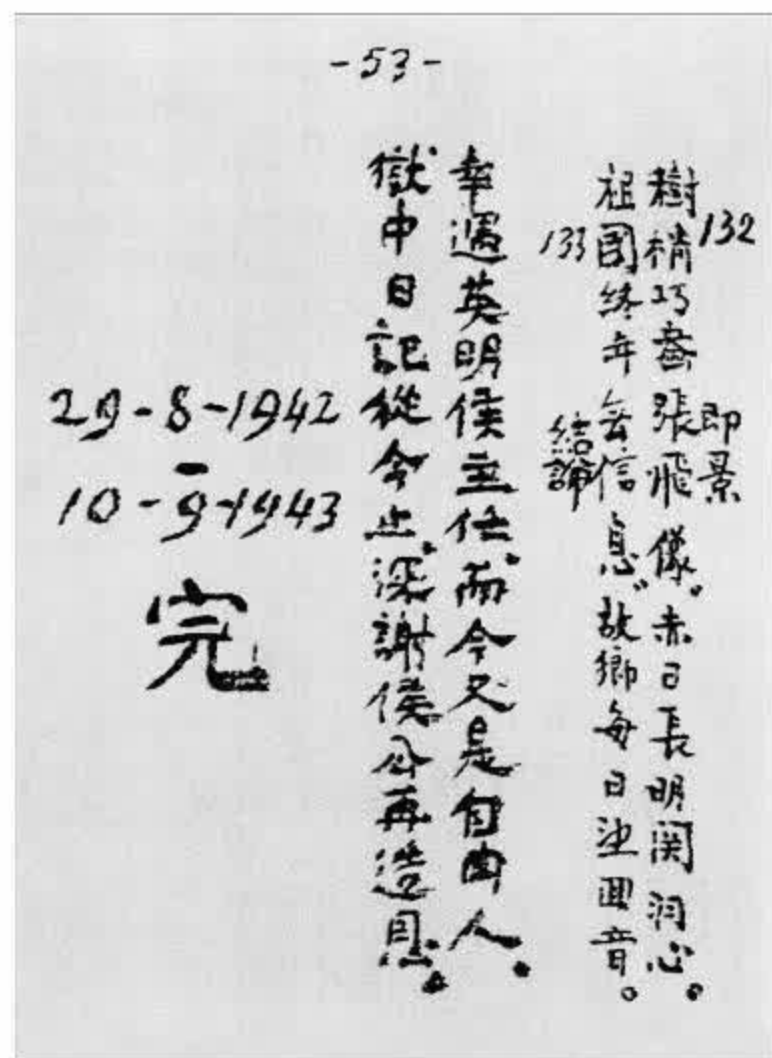 -53-
132
即景
樹梢巧畫張飛像。赤日長明関羽心。
祖國終年無信息。故鄉每日望囬音。
133
結論
幸遇英明侯主任。而今又是自由人。
獄中日記從今止。深謝侯公再造恩。
29-8-1942
-
10-9-1943
完